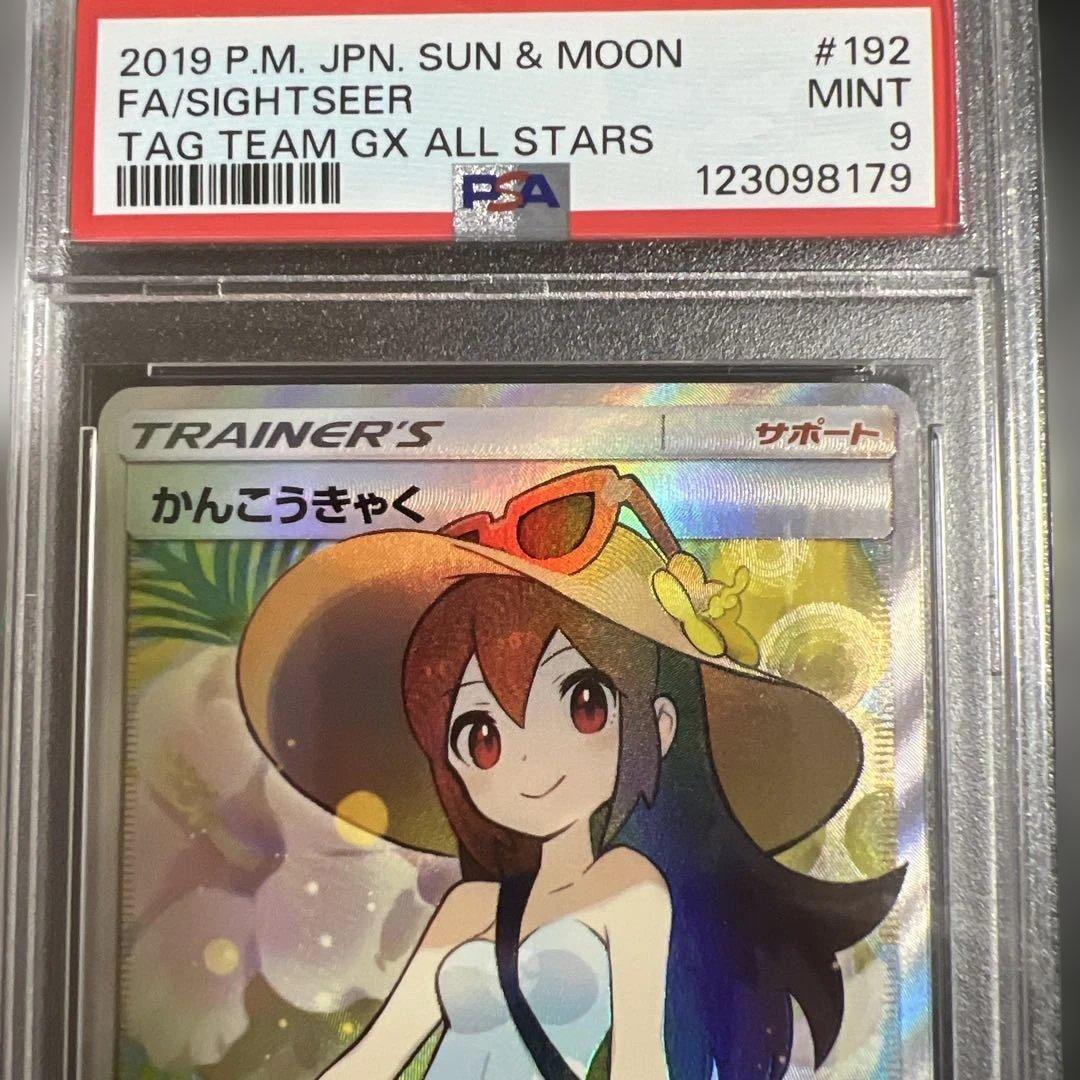 2019 P.M. JPN. SUN & MOON #192
FA/SIGHTSEER MINT
TAG TEAM GX ALL STARS 9
PSA 123098179
TRAINER'S サポート
かんこうきゃく